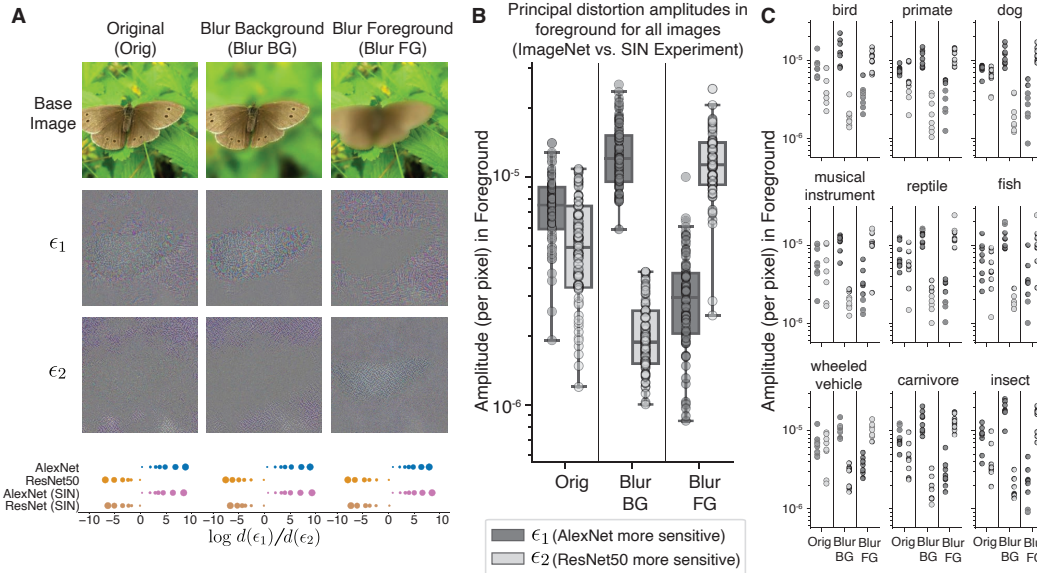 A
Original
(Orig)
Blur Background
(Blur BG)
Blur Foreground
(Blur FG)
Base
Image
ϵ1
ϵ2
AlexNet
ResNet50
AlexNet (SIN)
ResNet (SIN)
−10 −5 0 5 10 −10 −5 0 5 10 −10 −5 0 5 10
log d(ϵ1)/d(ϵ2)
B
Principal distortion amplitudes in
foreground for all images
(ImageNet vs. SIN Experiment)
Amplitude (per pixel) in Foreground
10⁻⁵
10⁻⁶
Orig
Blur
BG
Blur
FG
ϵ1 (AlexNet more sensitive)
ϵ2 (ResNet50 more sensitive)
C
Amplitude (per pixel) in Foreground
bird
primate
dog
10⁻⁵
10⁻⁶
musical
instrument
reptile
fish
10⁻⁵
10⁻⁶
wheeled
vehicle
carnivore
insect
10⁻⁵
10⁻⁶
Orig Blur Blur
BG FG
Orig Blur Blur
BG FG
Orig Blur Blur
BG FG